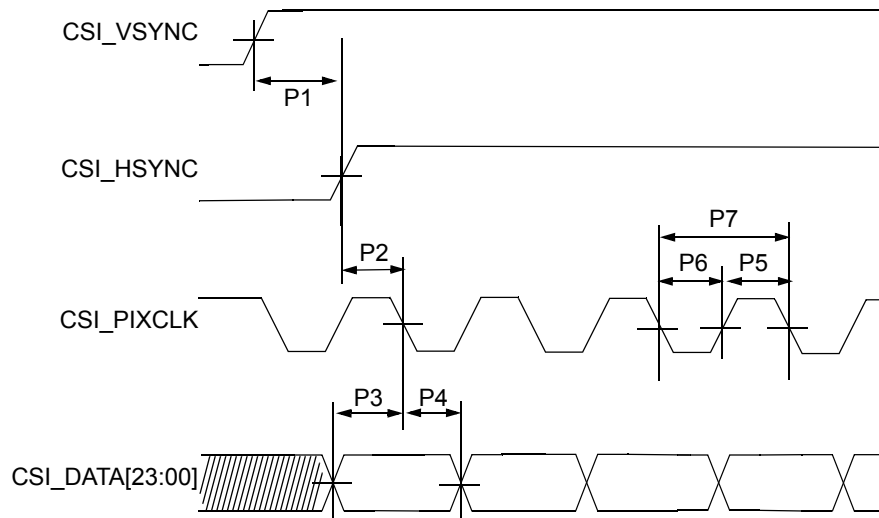 CSI_VSYNC
P1
CSI_HSYNC
P2
P7
P6
P5
CSI_PIXCLK
P3
P4
CSI_DATA[23:00]